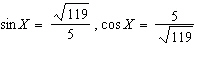 sin X = √119/5 , cos X = 5/√119